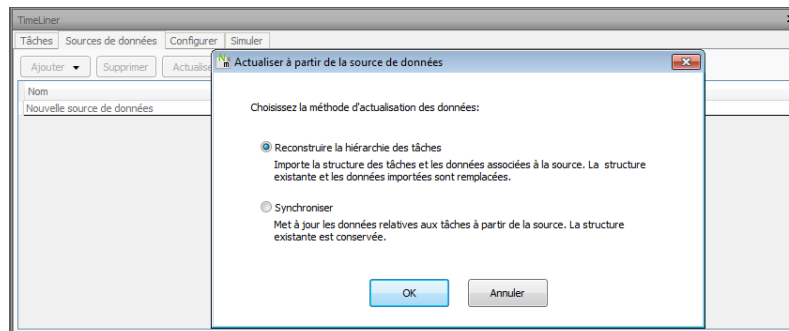 TimeLiner
Tâches Sources de données Configurer Simuler
Ajouter Supprimer Actualise
Nom
Nouvelle source de données
Actualiser à partir de la source de données
Choisissez la méthode d'actualisation des données:
Reconstruire la hiérarchie des tâches
Importe la structure des tâches et les données associées à la source. La structure
existante et les données importées sont remplacées.
Synchroniser
Met à jour les données relatives aux tâches à partir de la source. La structure
existante est conservée.
OK Annuler